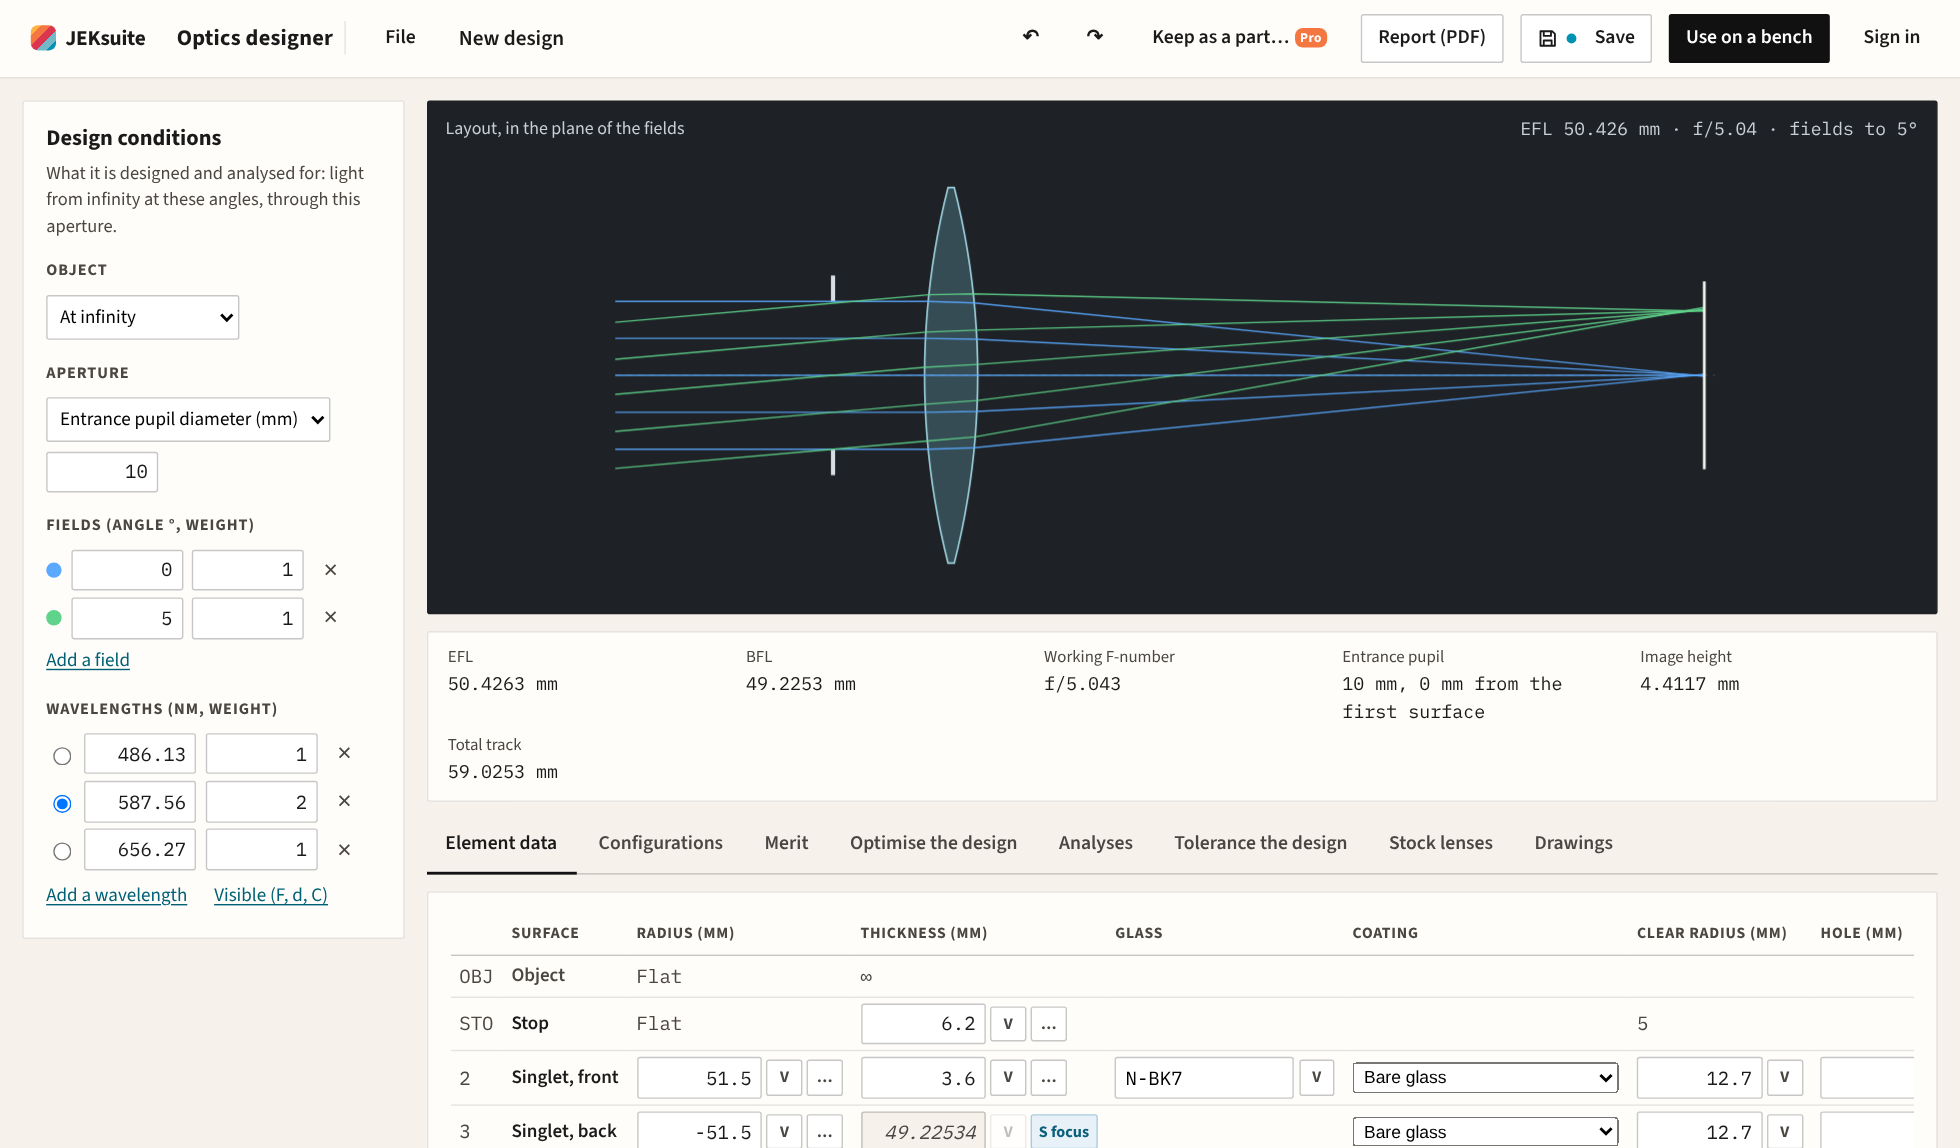 JEKsuite Optics designer File New design ↶ ↷ Keep as a part… Pro Report (PDF) Save Use on a bench Sign in
Design conditions
What it is designed and analysed for: light
from infinity at these angles, through this
aperture.
OBJECT
At infinity
APERTURE
Entrance pupil diameter (mm)
10
FIELDS (ANGLE °, WEIGHT)
0 1 ×
5 1 ×
Add a field
WAVELENGTHS (NM, WEIGHT)
486.13 1 ×
587.56 2 ×
656.27 1 ×
Add a wavelength Visible (F, d, C)
Layout, in the plane of the fields EFL 50.426 mm · f/5.04 · fields to 5°
EFL BFL Working F-number Entrance pupil Image height
50.4263 mm 49.2253 mm f/5.043 10 mm, 0 mm from the 4.4117 mm
first surface
Total track
59.0253 mm
Element data Configurations Merit Optimise the design Analyses Tolerance the design Stock lenses Drawings
SURFACE RADIUS (MM) THICKNESS (MM) GLASS COATING CLEAR RADIUS (MM) HOLE (MM)
OBJ Object Flat ∞
STO Stop Flat 6.2 V … 5
2 Singlet, front 51.5 V … 3.6 V … N-BK7 V Bare glass 12.7 V
3 Singlet, back -51.5 V … 49.22534 V S focus Bare glass 12.7 V